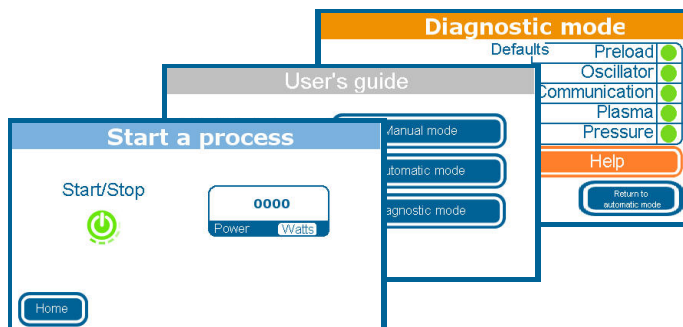 Diagnostic mode
Defaults
Preload
Oscillator
Communication
Plasma
Pressure
Help
Return to
automatic mode
User's guide
Manual mode
utomatic mode
agnostic mode
Start a process
Start/Stop
0000
Power Watts
Home